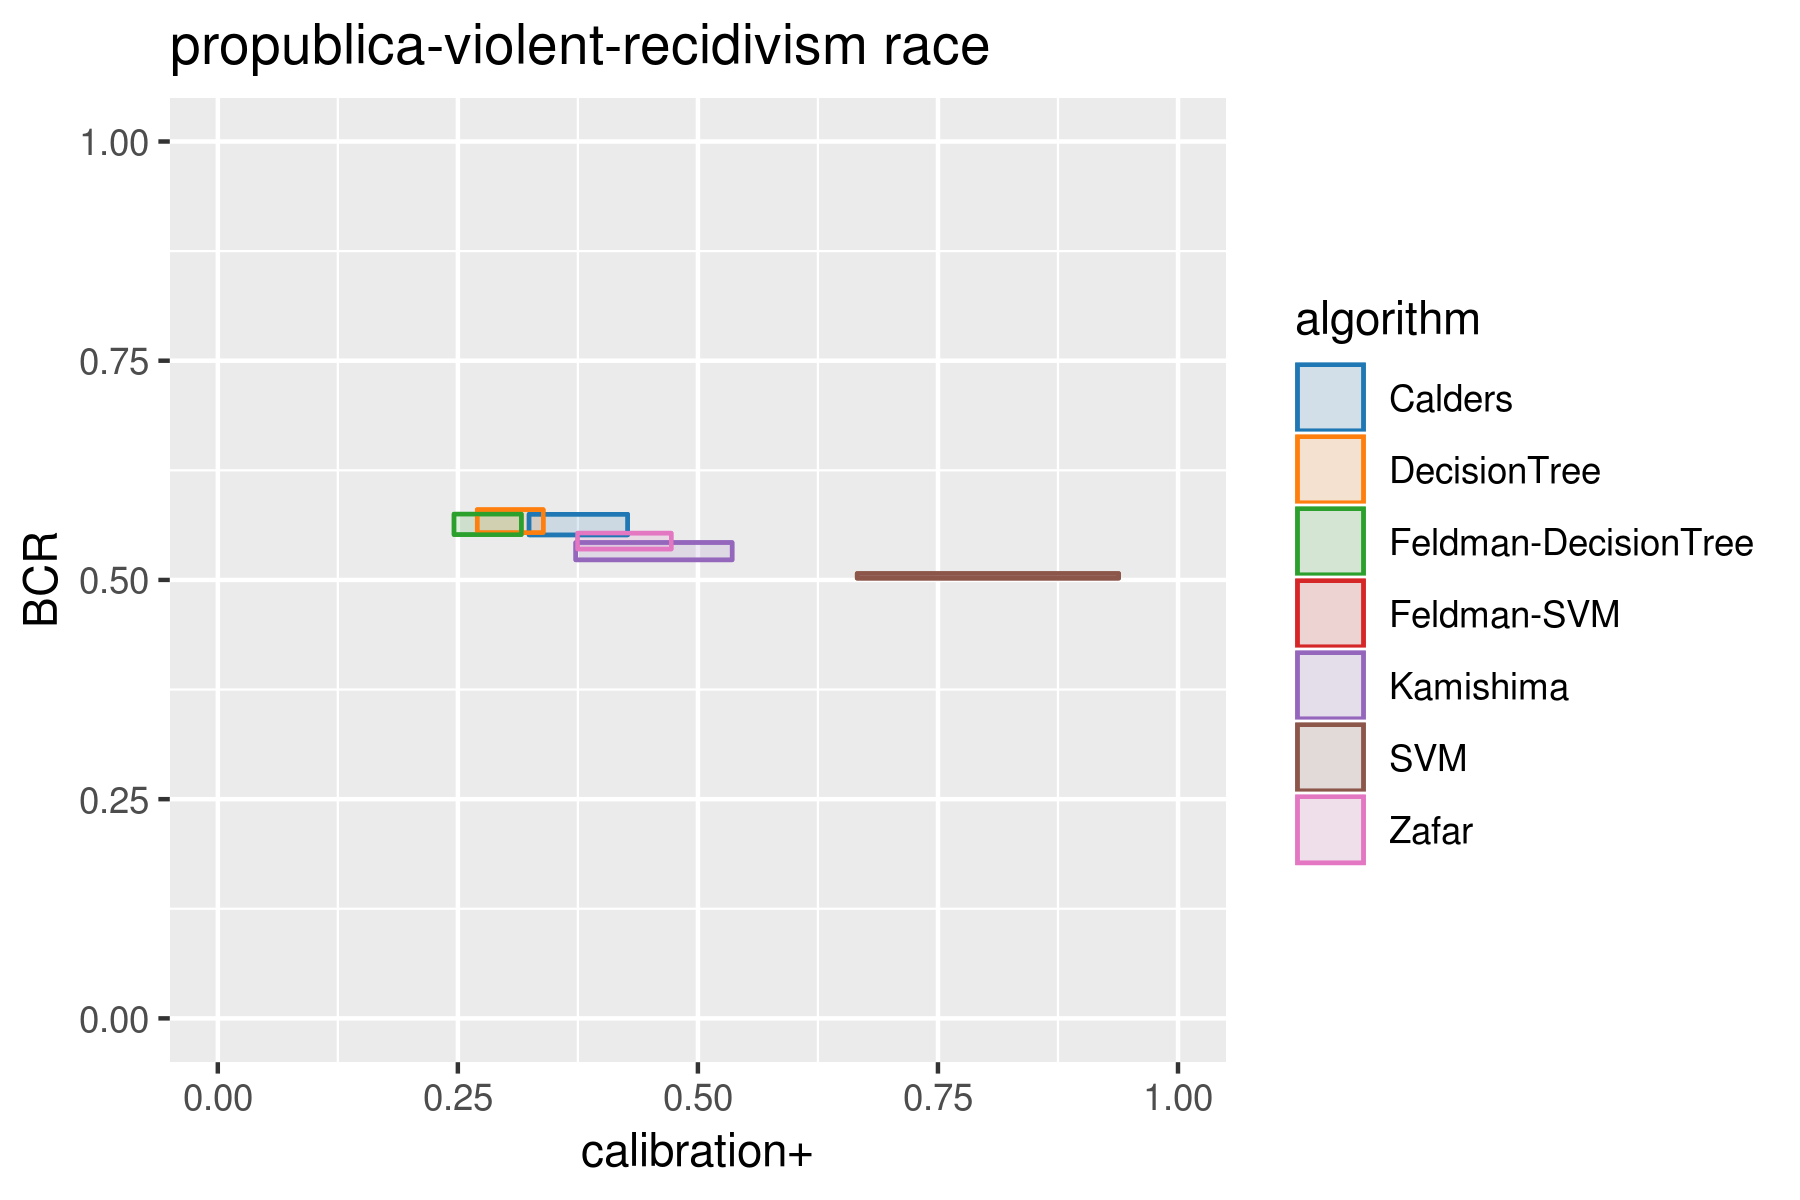 propublica-violent-recidivism race
1.00
0.75
0.50
0.25
0.00
BCR
0.00 0.25 0.50 0.75 1.00
calibration+
algorithm
Calders
DecisionTree
Feldman-DecisionTree
Feldman-SVM
Kamishima
SVM
Zafar